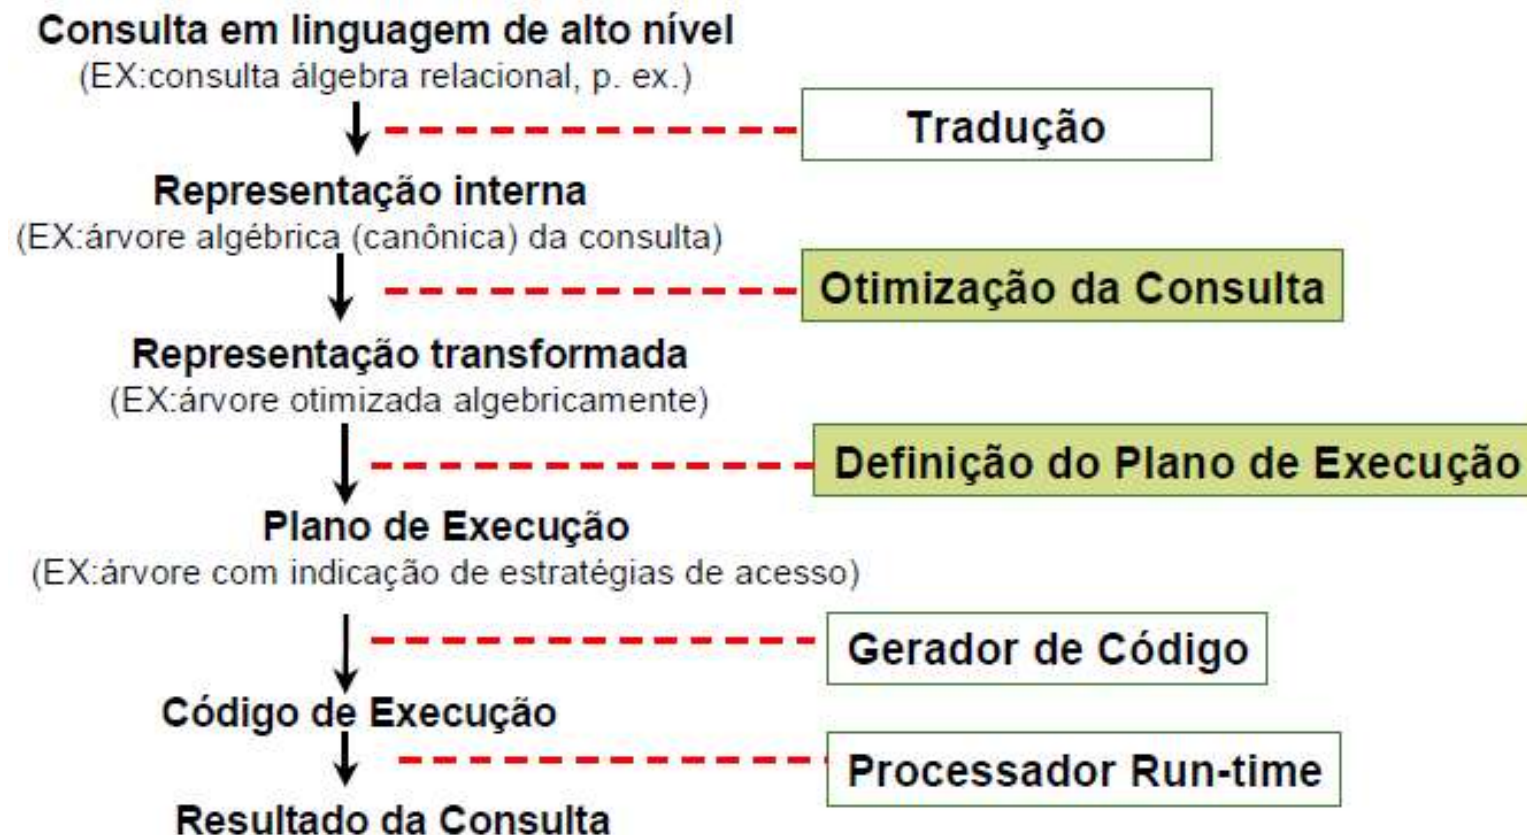 Consulta em linguagem de alto nível
(EX:consulta álgebra relacional, p. ex.)
Tradução
Representação interna
(EX:árvore algébrica (canônica) da consulta)
Otimização da Consulta
Representação transformada
(EX:árvore otimizada algebricamente)
Definição do Plano de Execução
Plano de Execução
(EX:árvore com indicação de estratégias de acesso)
Gerador de Código
Código de Execução
Processador Run-time
Resultado da Consulta